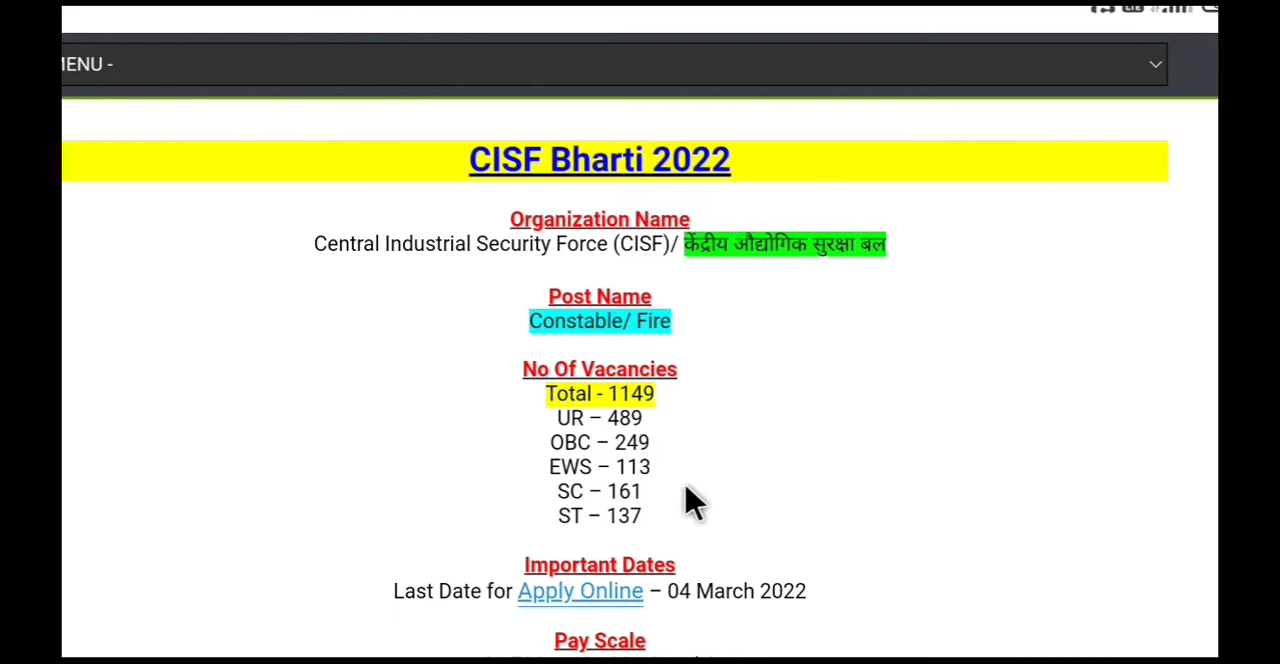 MENU -
CISF Bharti 2022
Organization Name
Central Industrial Security Force (CISF)/ केंद्रीय औद्योगिक सुरक्षा बल
Post Name
Constable/ Fire
No Of Vacancies
Total - 1149
UR – 489
OBC – 249
EWS – 113
SC – 161
ST – 137
Important Dates
Last Date for Apply Online – 04 March 2022
Pay Scale